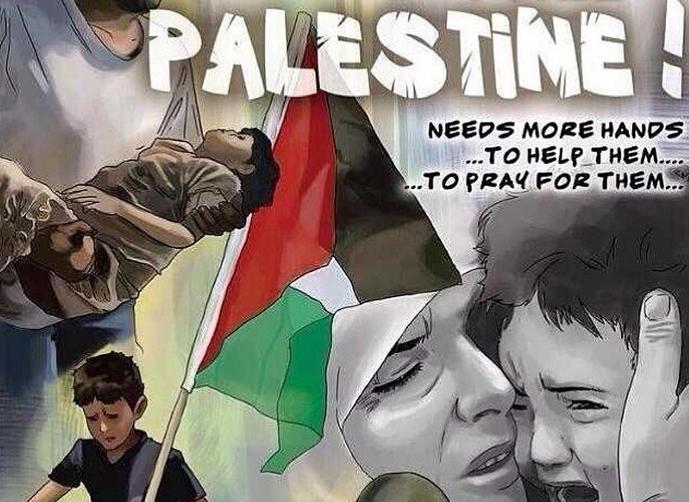 PALESTINE!
NEEDS MORE HANDS
...TO HELP THEM....
...TO PRAY FOR THEM...